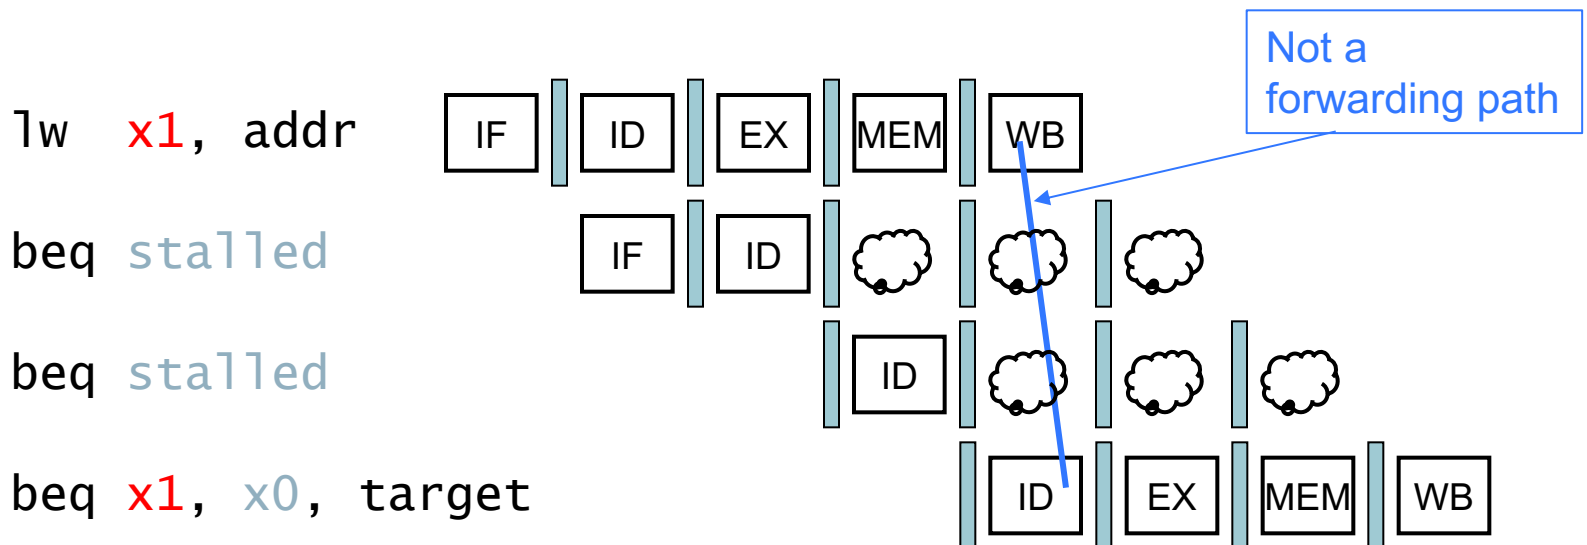 Not a
forwarding path
lw x1, addr IF ID EX MEM WB
beq stalled IF ID
beq stalled ID
beq x1, x0, target ID EX MEM WB